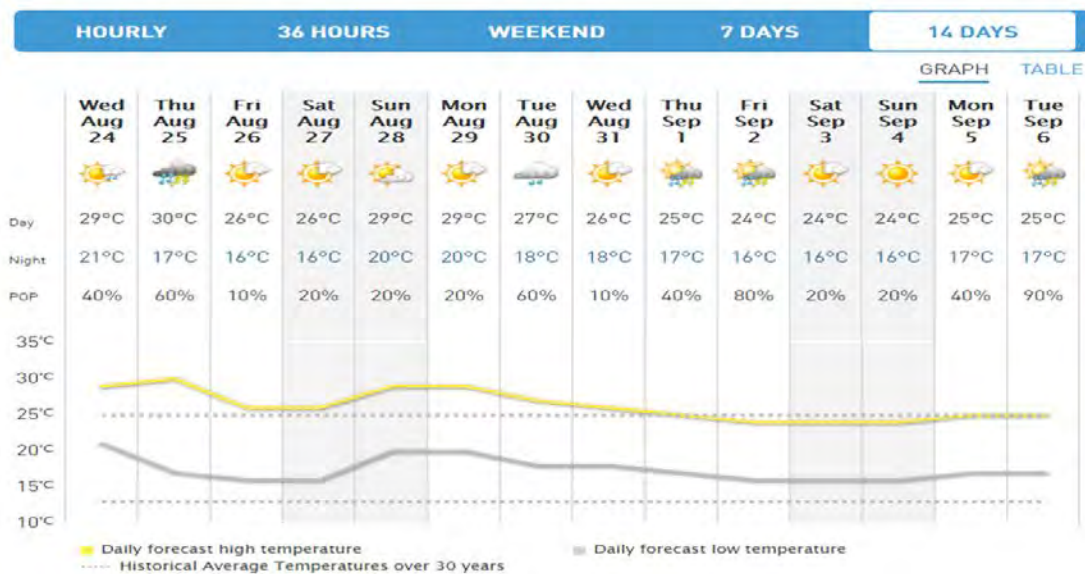 HOURLY 36 HOURS WEEKEND 7 DAYS 14 DAYS
GRAPH TABLE
Wed Thu Fri Sat Sun Mon Tue Wed Thu Fri Sat Sun Mon Tue
Aug Aug Aug Aug Aug Aug Aug Aug Sep Sep Sep Sep Sep Sep
24 25 26 27 28 29 30 31 1 2 3 4 5 6
Day 29°C 30°C 26°C 26°C 29°C 29°C 27°C 26°C 25°C 24°C 24°C 24°C 25°C 25°C
Night 21°C 17°C 16°C 16°C 20°C 20°C 18°C 18°C 17°C 16°C 16°C 16°C 17°C 17°C
POP 40% 60% 10% 20% 20% 20% 60% 10% 40% 80% 20% 20% 40% 90%
35°C
30°C
25°C
20°C
15°C
10°C
Daily forecast high temperature Daily forecast low temperature
Historical Average Temperatures over 30 years